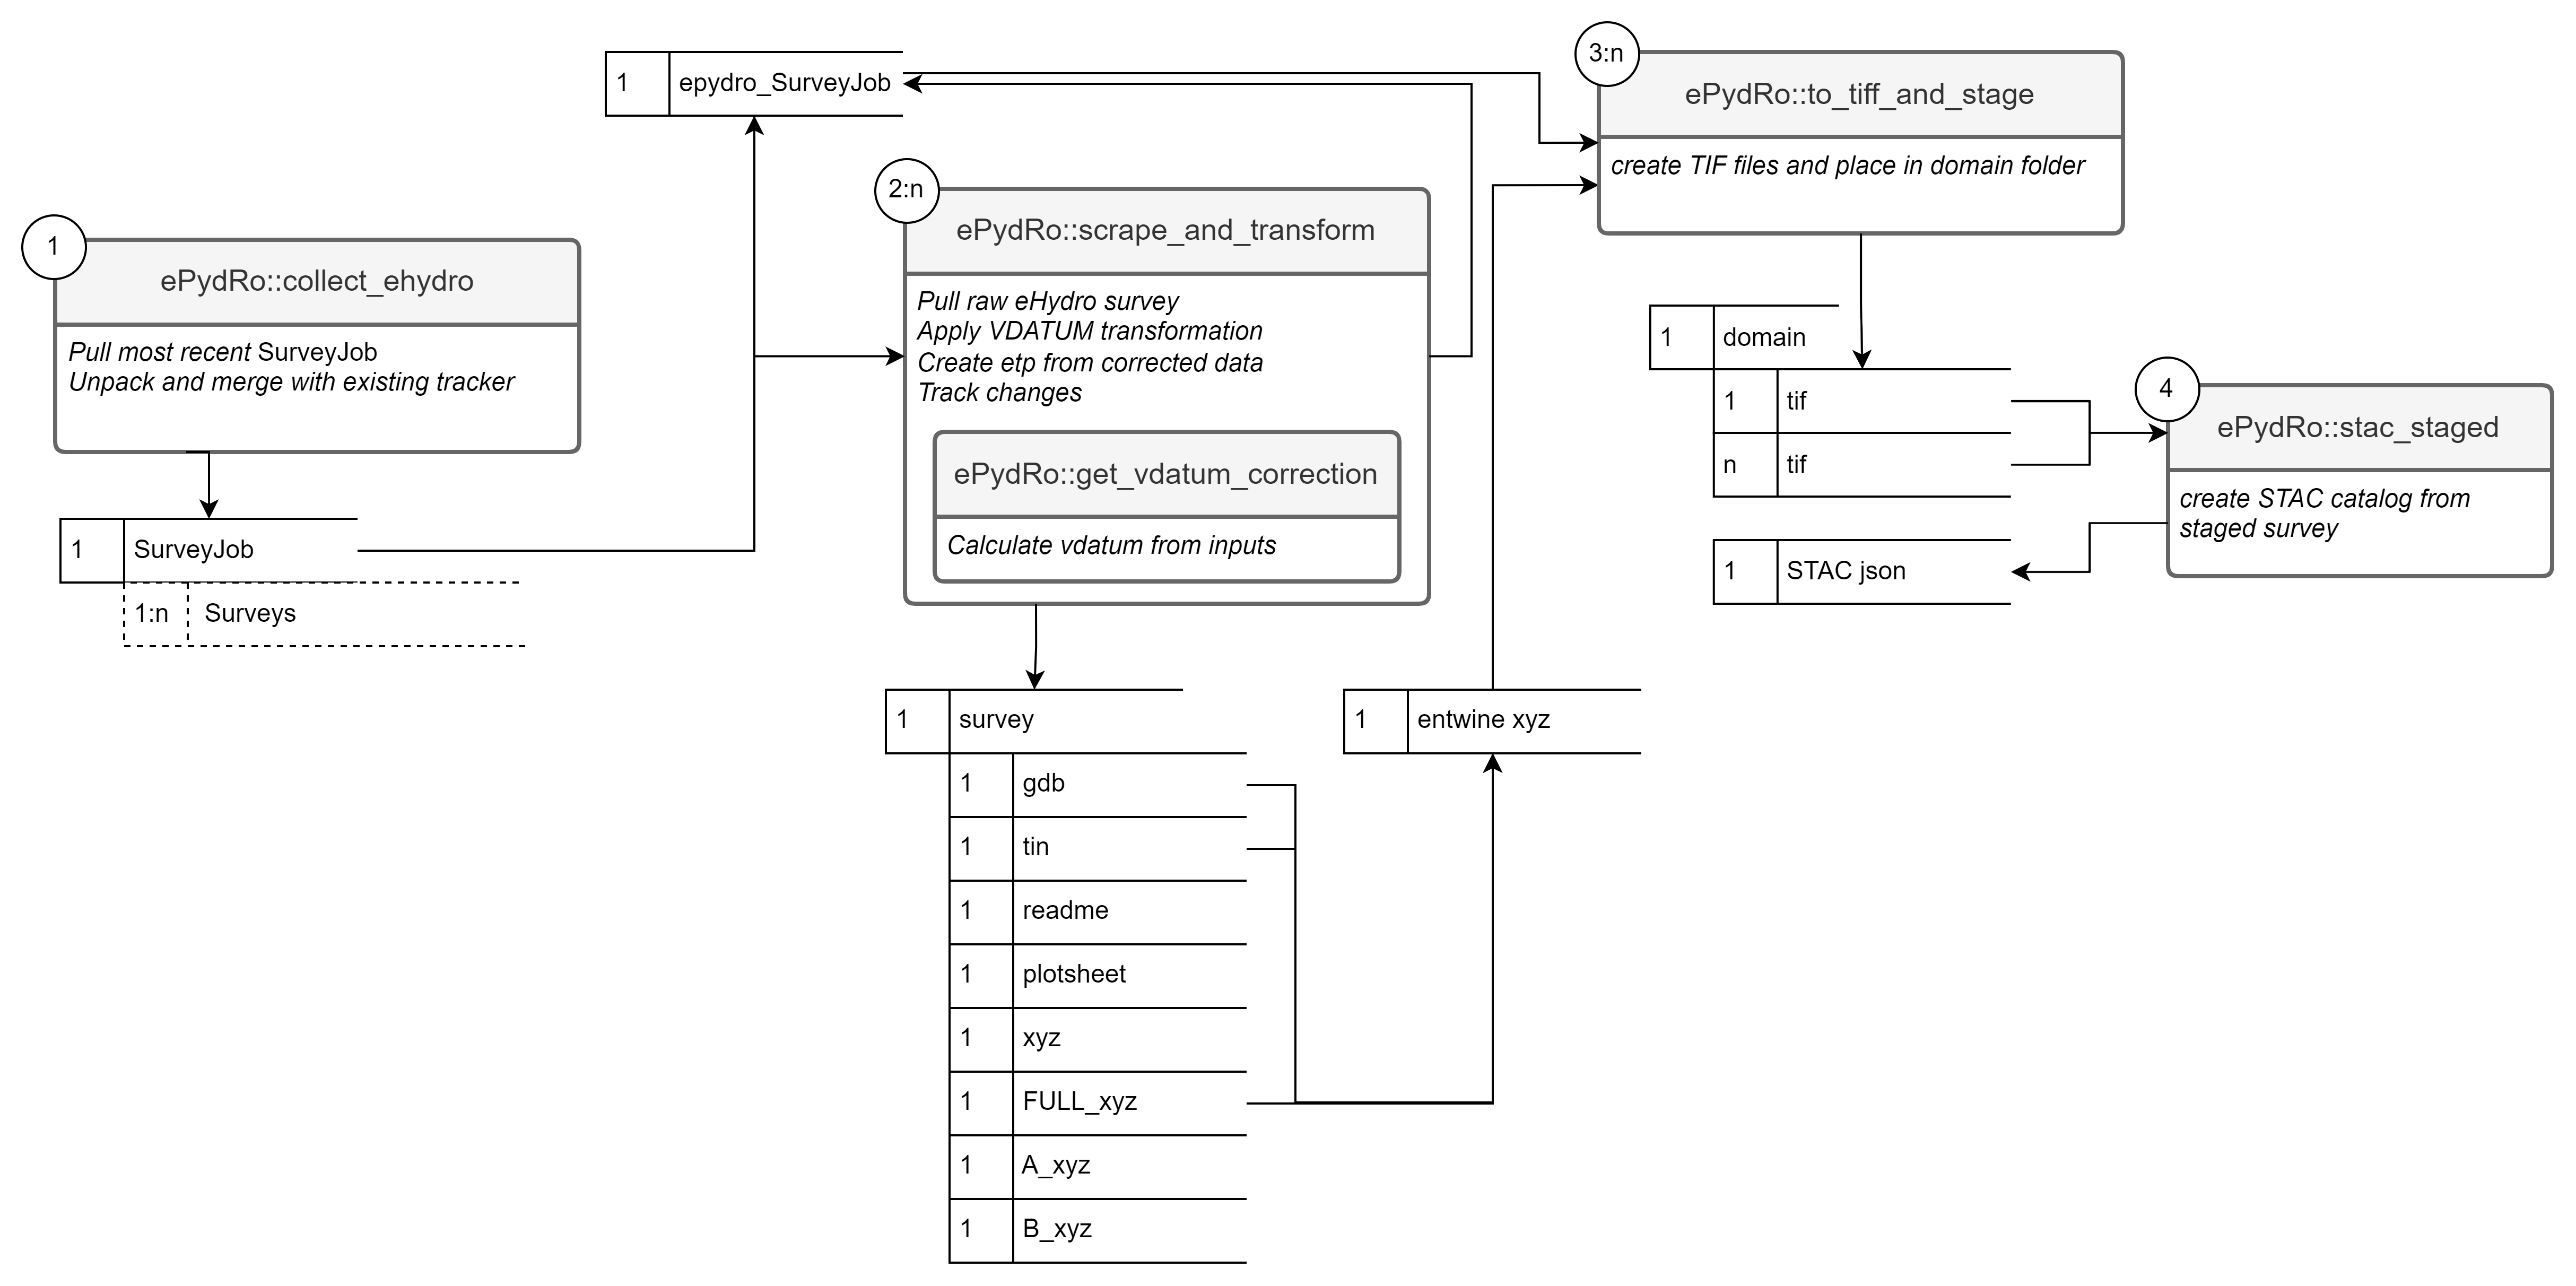 1
ePydRo::collect_ehydro
Pull most recent SurveyJob
Unpack and merge with existing tracker
1 SurveyJob
1:n Surveys
1 epydro_SurveyJob
2:n
ePydRo::scrape_and_transform
Pull raw eHydro survey
Apply VDATUM transformation
Create etp from corrected data
Track changes
ePydRo::get_vdatum_correction
Calculate vdatum from inputs
1 survey
1 gdb
1 tin
1 readme
1 plotsheet
1 xyz
1 FULL_xyz
1 A_xyz
1 B_xyz
1 entwine xyz
3:n
ePydRo::to_tiff_and_stage
create TIF files and place in domain folder
1 domain
1 tif
n tif
4
ePydRo::stac_staged
create STAC catalog from
staged survey
1 STAC json